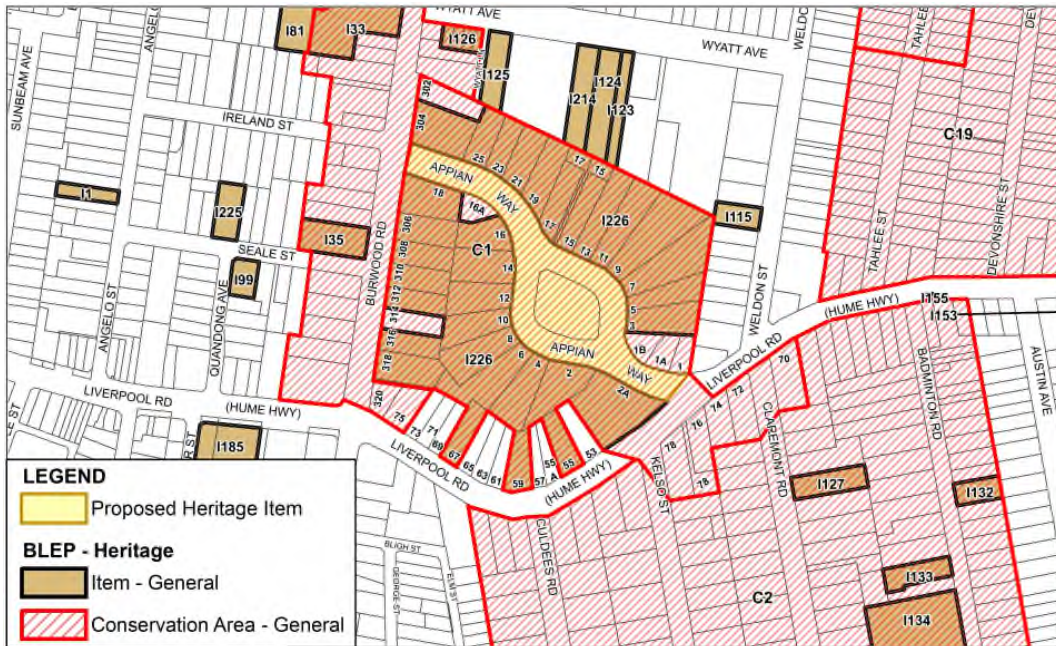 WYATT AVE
ANGELO
I81
I33
I126
WYATT AVE
WELDO
TAHLEE
DEVO
SUNBEAM AVE
I125
I124
I214
I123
302
304
IRELAND ST
C19
APPIAN
WAY
25
23
21
19
17
15
17
15
13
11
9
7
5
3
I226
18
16A
16
14
12
10
8
6
4
2
2A
1B
1A
1
C1
I1
I225
I35
I115
SEALE ST
I99
BURWOOD RD
306
308
310
312
314
316
318
320
TAHLEE ST
DEVONSHIRE ST
WELDON ST
ANGELO ST
QUANDONG AVE
I226
APPIAN
WAY
LIVERPOOL RD
(HUME HWY)
I155
I153
LIVERPOOL RD
(HUME HWY)
I185
75
73
71
69
67
65
63
61
59
57
A
55
55
53
LIVERPOOL RD
(HUME HWY)
70
72
74
76
78
78
CLAREMONT RD
BADMINTON RD
AUSTIN AVE
KELSO ST
I127
I132
CULDEES RD
I133
C2
I134
BLIGH ST
GEORGE ST
ELM ST
LEGEND
Proposed Heritage Item
BLEP - Heritage
Item - General
Conservation Area - General